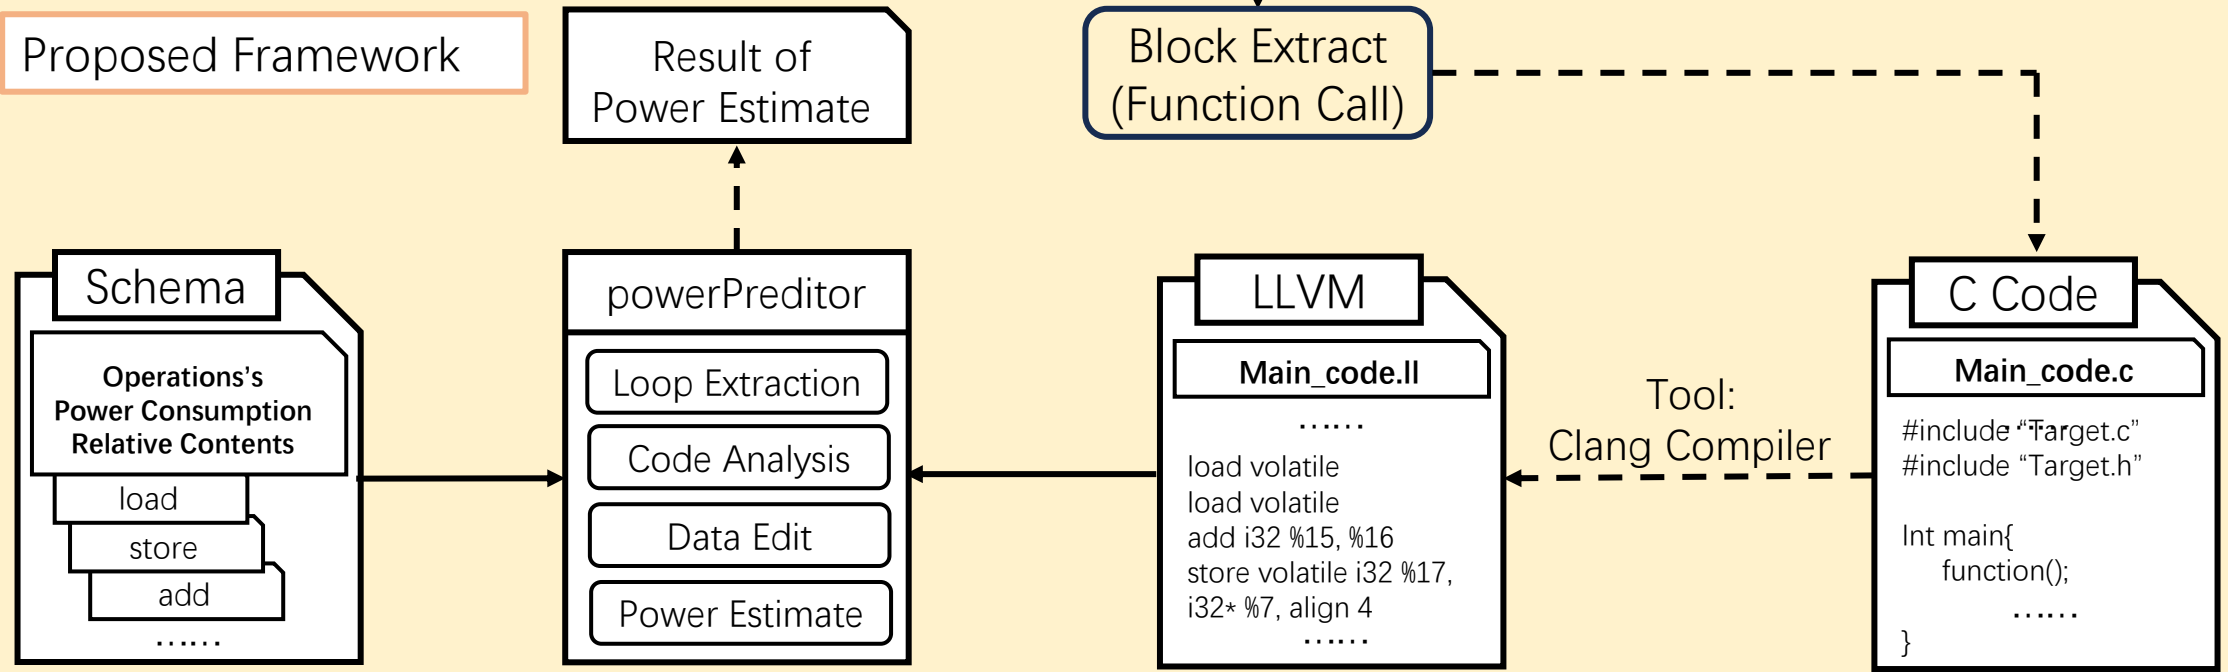 Proposed Framework
Result of
Power Estimate
Block Extract
(Function Call)
Schema
Operations's
Power Consumption
Relative Contents
load
store
add
......
powerPreditor
Loop Extraction
Code Analysis
Data Edit
Power Estimate
LLVM
Main_code.ll
......
load volatile
load volatile
add i32 %15, %16
store volatile i32 %17,
i32* %7, align 4
......
Tool:
Clang Compiler
C Code
Main_code.c
......
#include “Target.c”
#include “Target.h”
Int main{
function();
......
}